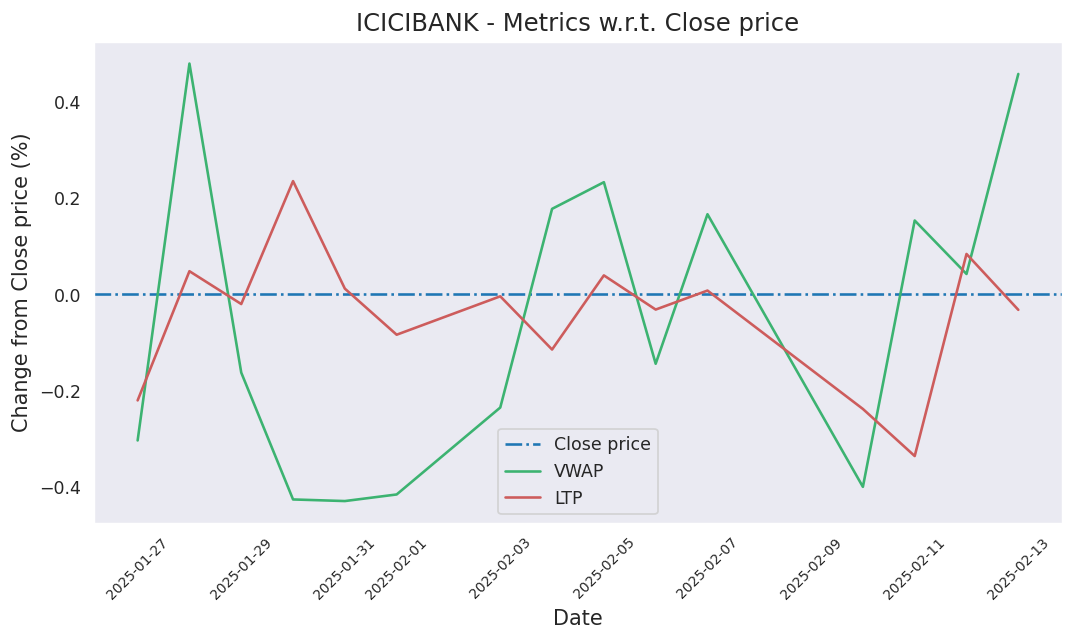 ICICIBANK - Metrics w.r.t. Close price
Change from Close price (%)
0.4
0.2
0.0
−0.2
−0.4
Close price
VWAP
LTP
2025-01-27
2025-01-29
2025-01-31
2025-02-01
2025-02-03
2025-02-05
2025-02-07
2025-02-09
2025-02-11
2025-02-13
Date